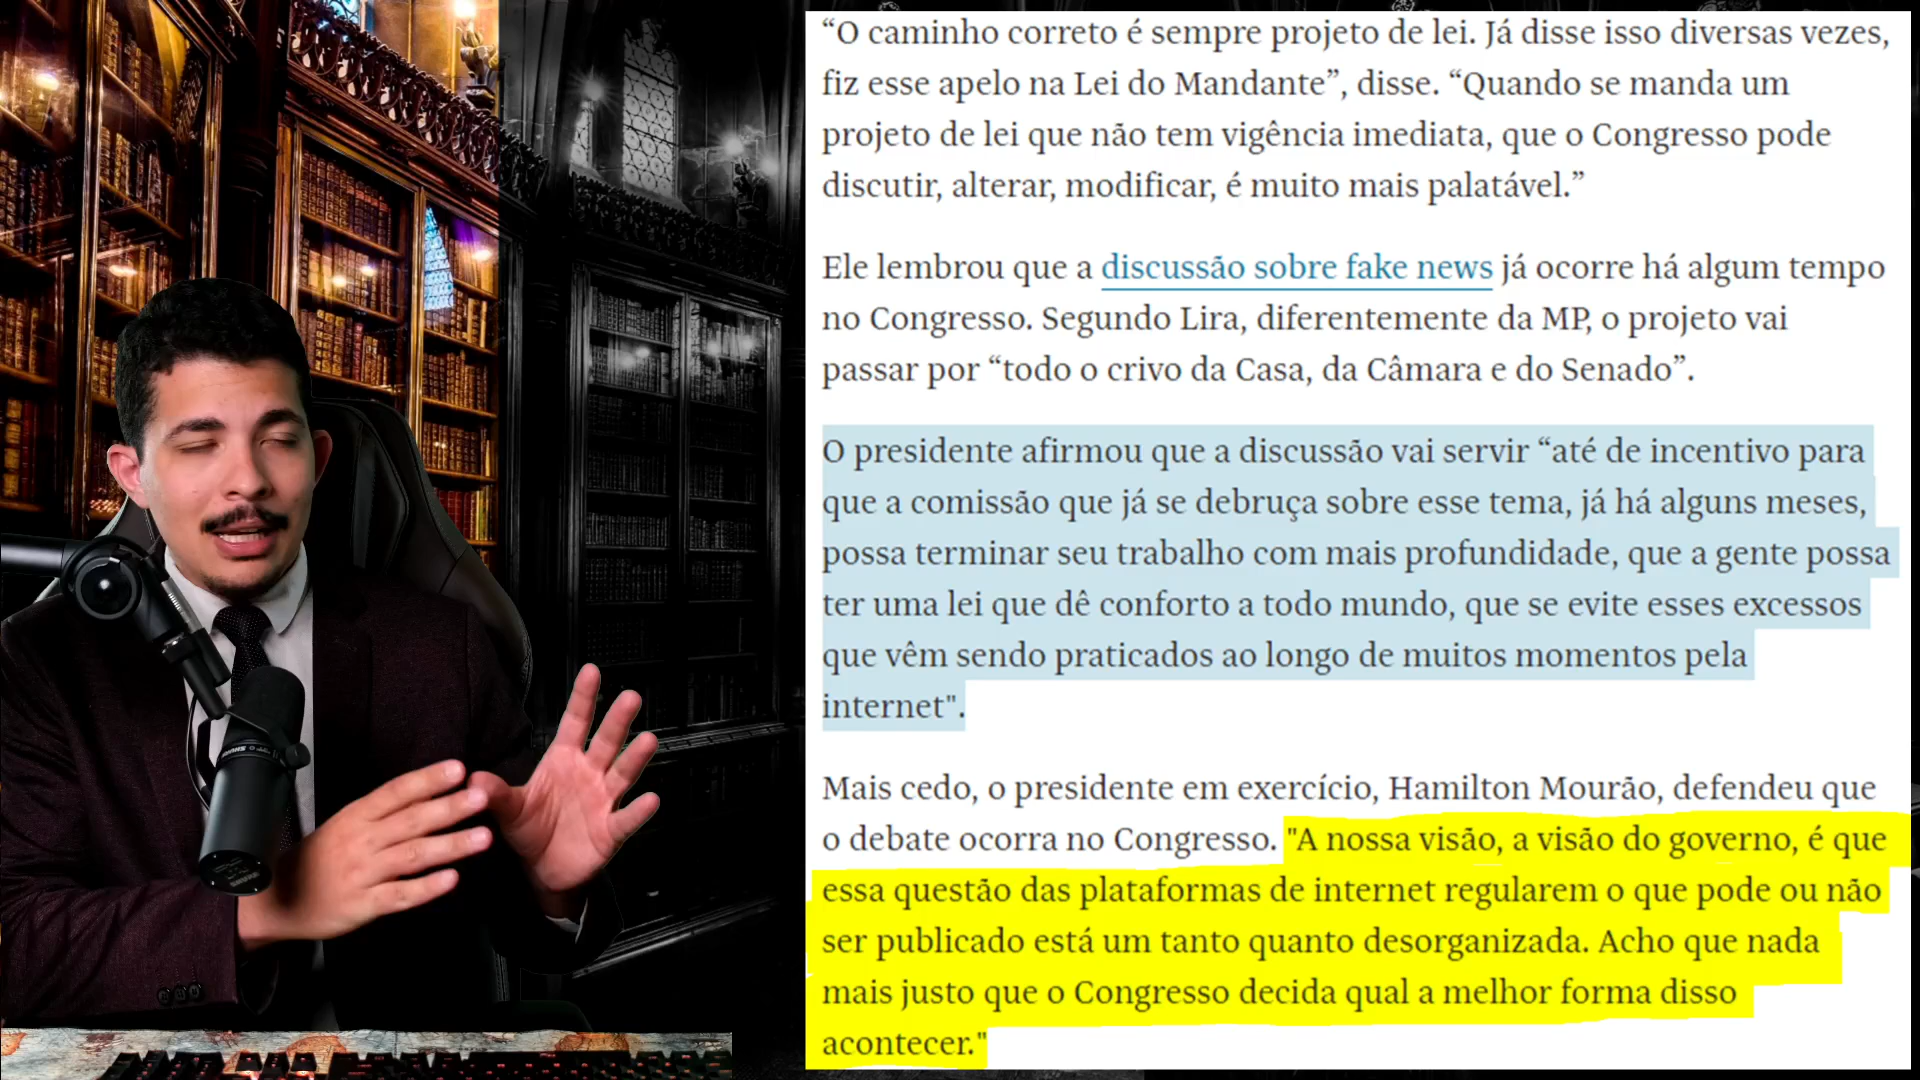 “O caminho correto é sempre projeto de lei. Já disse isso diversas vezes,
fiz esse apelo na Lei do Mandante”, disse. “Quando se manda um
projeto de lei que não tem vigência imediata, que o Congresso pode
discutir, alterar, modificar, é muito mais palatável.”
Ele lembrou que a discussão sobre fake news já ocorre há algum tempo
no Congresso. Segundo Lira, diferentemente da MP, o projeto vai
passar por “todo o crivo da Casa, da Câmara e do Senado”.
O presidente afirmou que a discussão vai servir “até de incentivo para
que a comissão que já se debruça sobre esse tema, já há alguns meses,
possa terminar seu trabalho com mais profundidade, que a gente possa
ter uma lei que dê conforto a todo mundo, que se evite esses excessos
que vêm sendo praticados ao longo de muitos momentos pela
internet".
Mais cedo, o presidente em exercício, Hamilton Mourão, defendeu que
o debate ocorra no Congresso. "A nossa visão, a visão do governo, é que
essa questão das plataformas de internet regularem o que pode ou não
ser publicado está um tanto quanto desorganizada. Acho que nada
mais justo que o Congresso decida qual a melhor forma disso
acontecer."